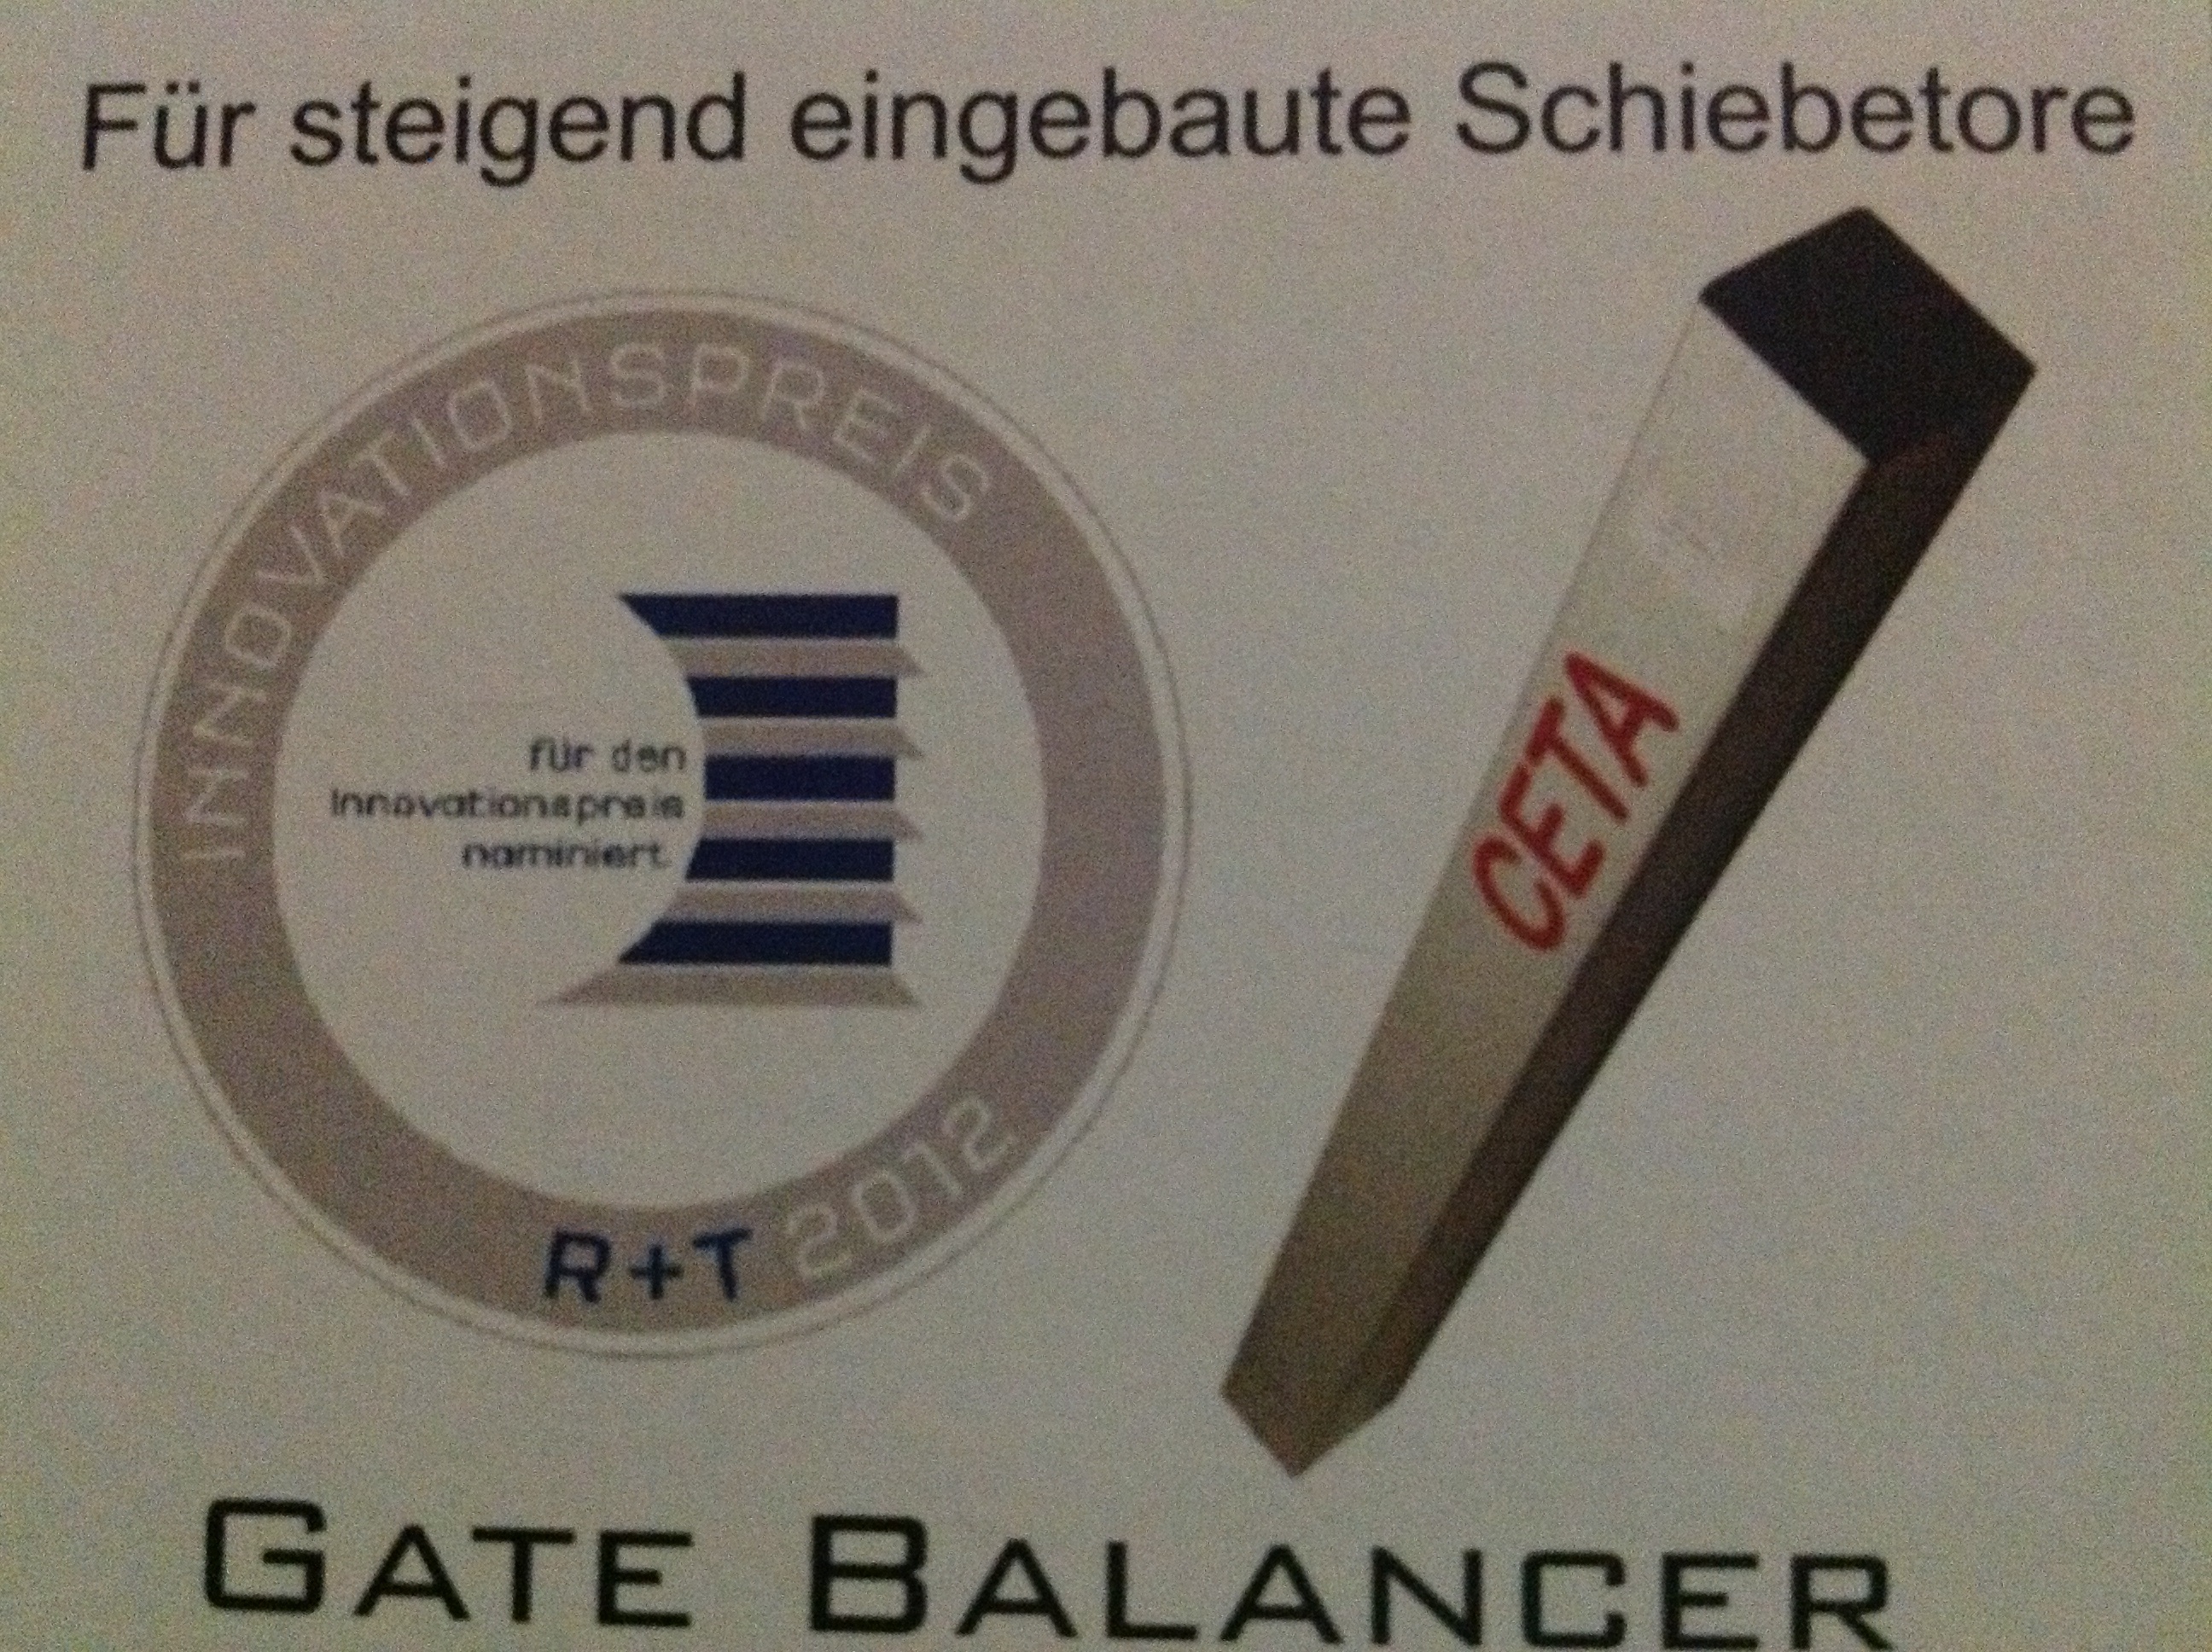 Für steigend eingebaute Schiebetore
INNOVATIONSPREIS
für den
Innovationspreis
nominiert
R+T 2012
CETA
GATE BALANCER